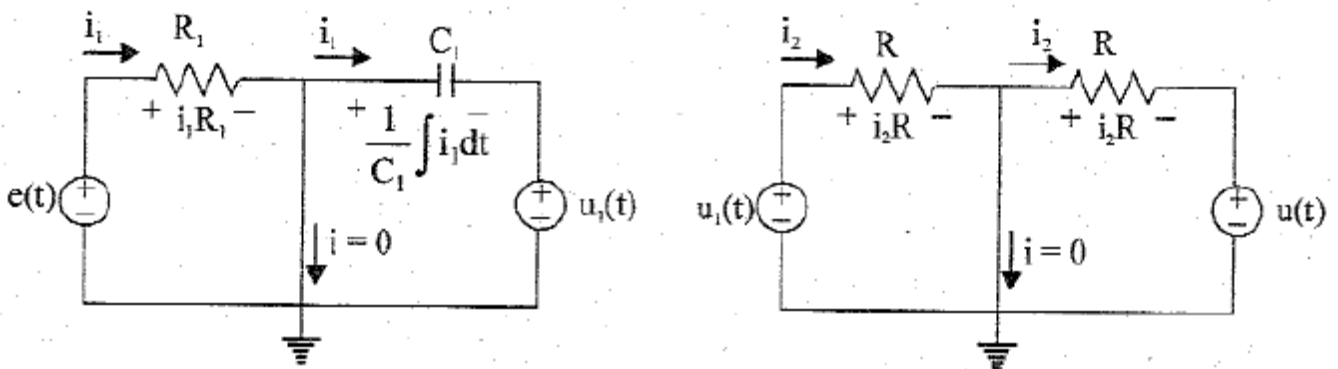 i₁ R₁ i₁ C₁
+ i₁R₁ − + −
1/C₁ ∫ i₁dt
e(t) + − + − u₁(t)
i = 0
i₂ R i₂ R
+ i₂R − + i₂R −
u₁(t) + − + − u(t)
i = 0